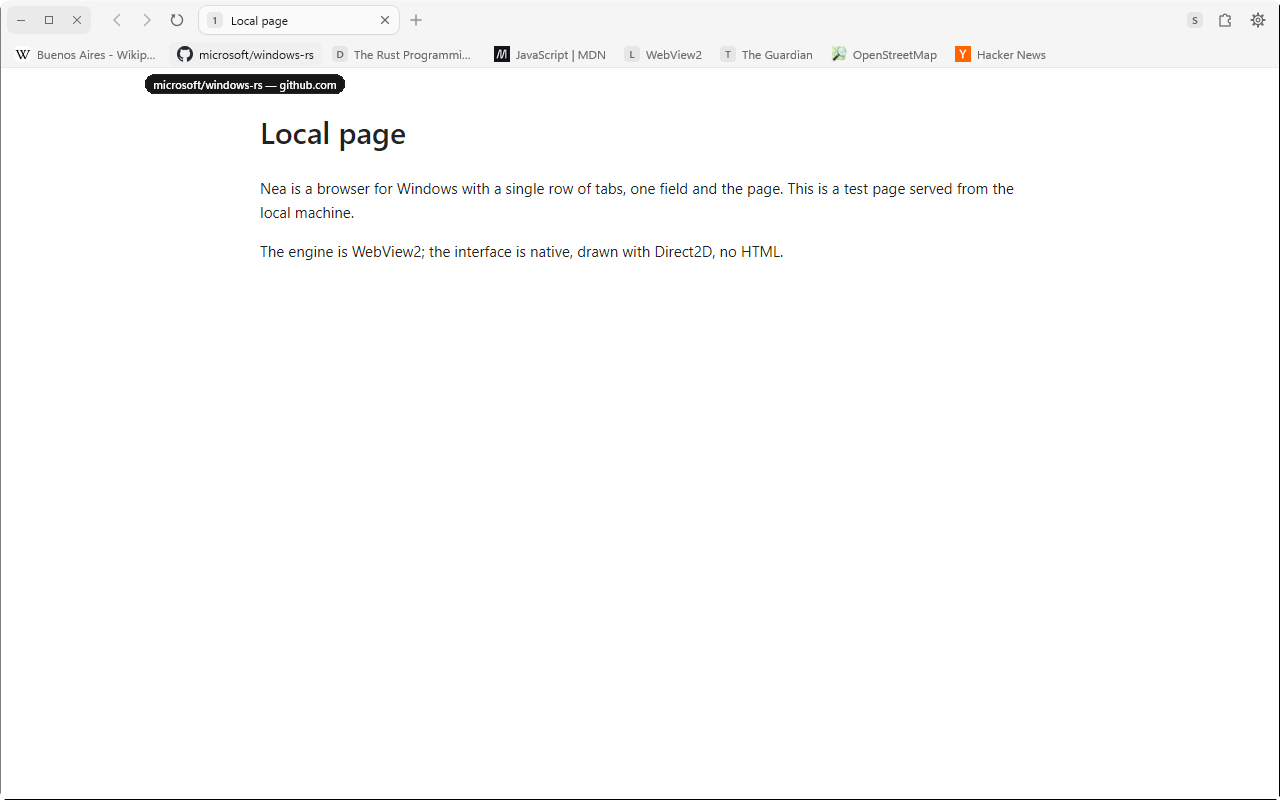 1 Local page
S
Buenos Aires - Wikip...
microsoft/windows-rs
D The Rust Programmi...
M JavaScript | MDN
L WebView2
T The Guardian
OpenStreetMap
Y Hacker News
microsoft/windows-rs — github.com
Local page
Nea is a browser for Windows with a single row of tabs, one field and the page. This is a test page served from the
local machine.
The engine is WebView2; the interface is native, drawn with Direct2D, no HTML.